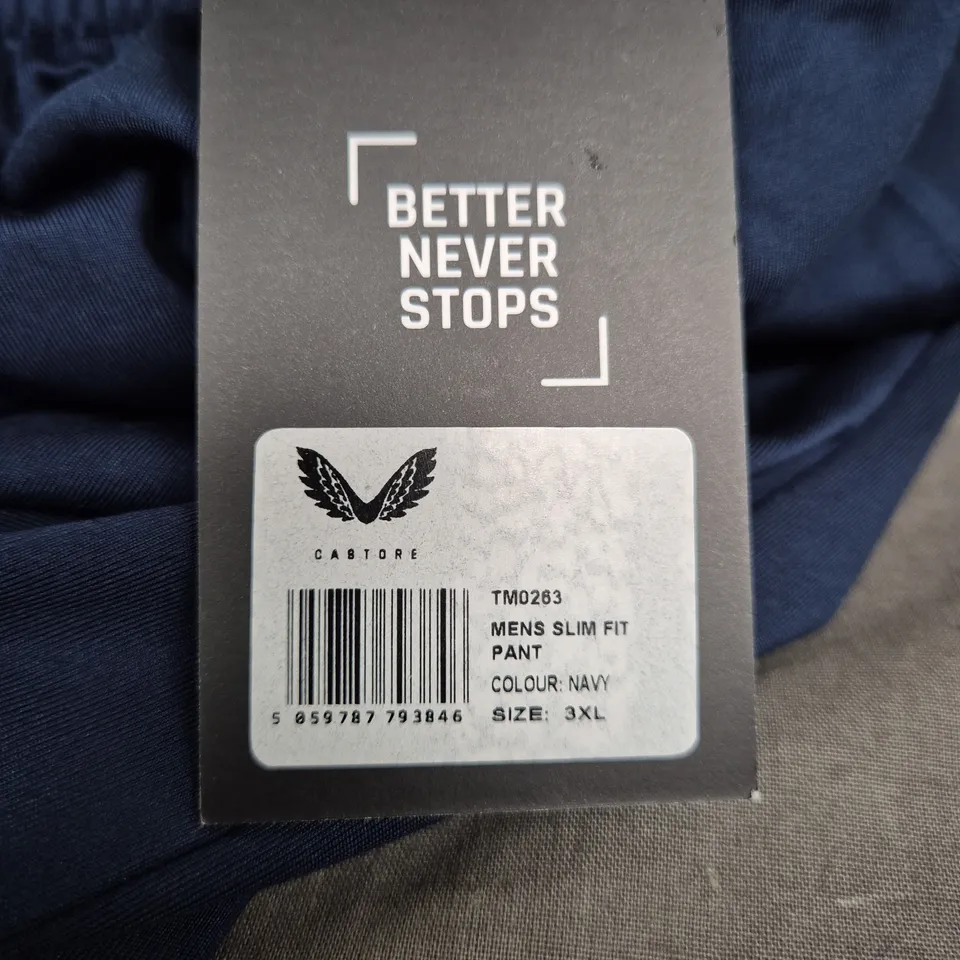 BETTER
NEVER
STOPS
CASTORE
TM0263
MENS SLIM FIT
PANT
COLOUR: NAVY
SIZE: 3XL
5 059787 793846